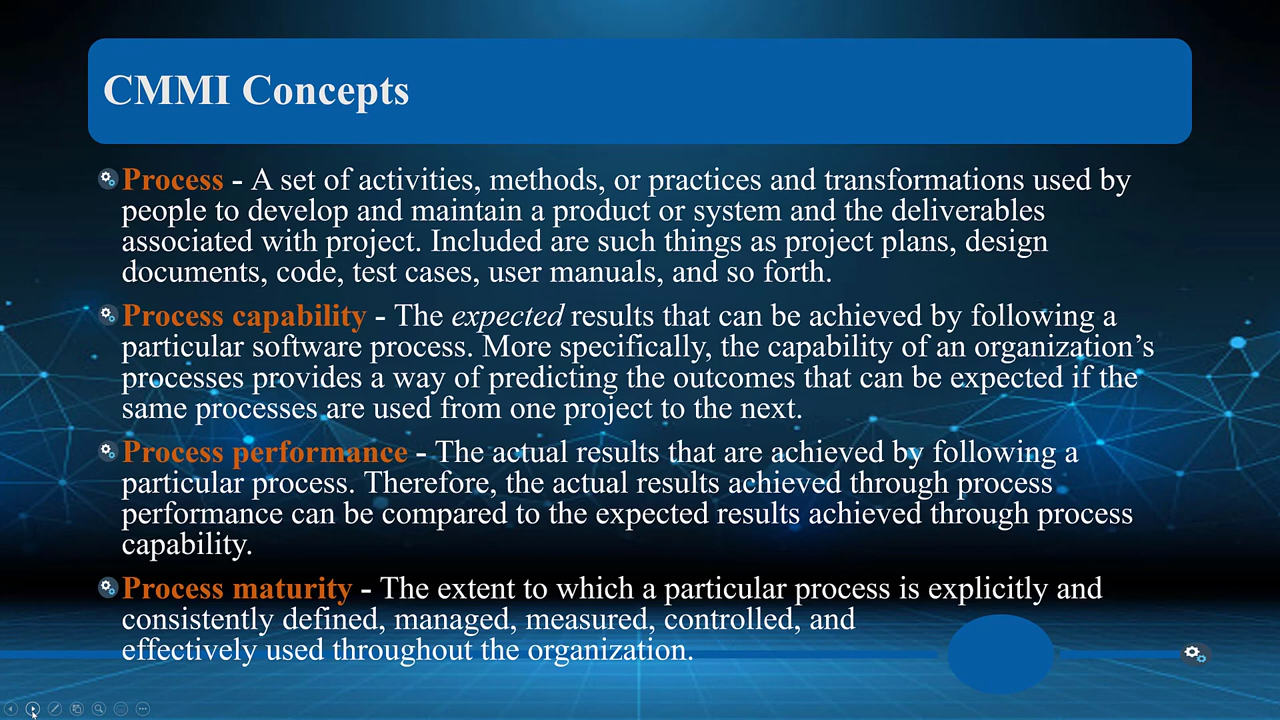 CMMI Concepts
Process - A set of activities, methods, or practices and transformations used by
people to develop and maintain a product or system and the deliverables
associated with project. Included are such things as project plans, design
documents, code, test cases, user manuals, and so forth.
Process capability - The expected results that can be achieved by following a
particular software process. More specifically, the capability of an organization’s
processes provides a way of predicting the outcomes that can be expected if the
same processes are used from one project to the next.
Process performance - The actual results that are achieved by following a
particular process. Therefore, the actual results achieved through process
performance can be compared to the expected results achieved through process
capability.
Process maturity - The extent to which a particular process is explicitly and
consistently defined, managed, measured, controlled, and
effectively used throughout the organization.